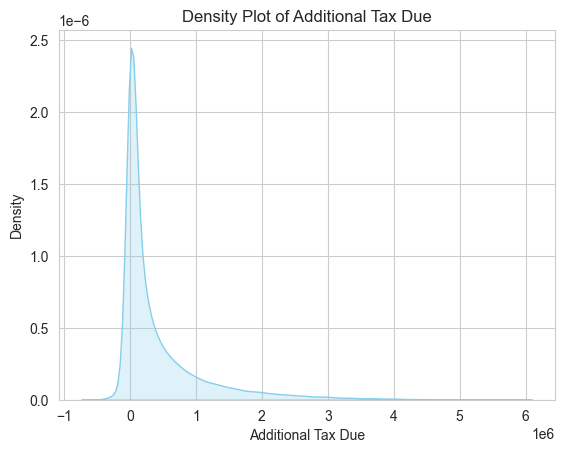 Density Plot of Additional Tax Due
1e−6
2.5
2.0
1.5
1.0
0.5
0.0
Density
−1 0 1 2 3 4 5 6
1e6
Additional Tax Due